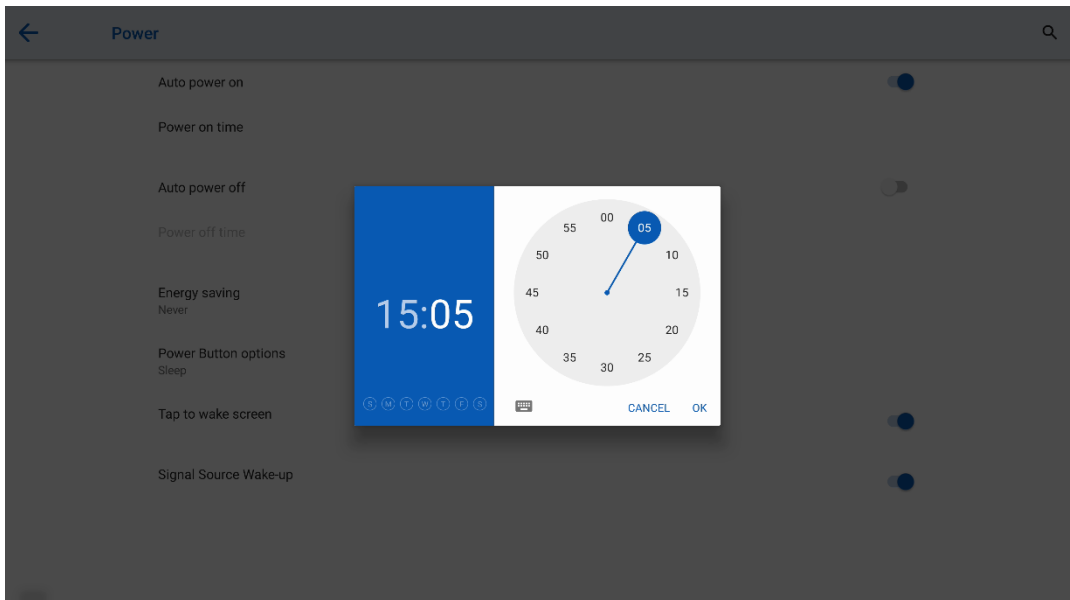 Power
Auto power on
Power on time
Auto power off
Power off time
Energy saving
Never
Power Button options
Sleep
Tap to wake screen
Signal Source Wake-up
15:05
S M T W T F S
00
55 05
50 10
45 15
40 20
35 25
30
CANCEL OK